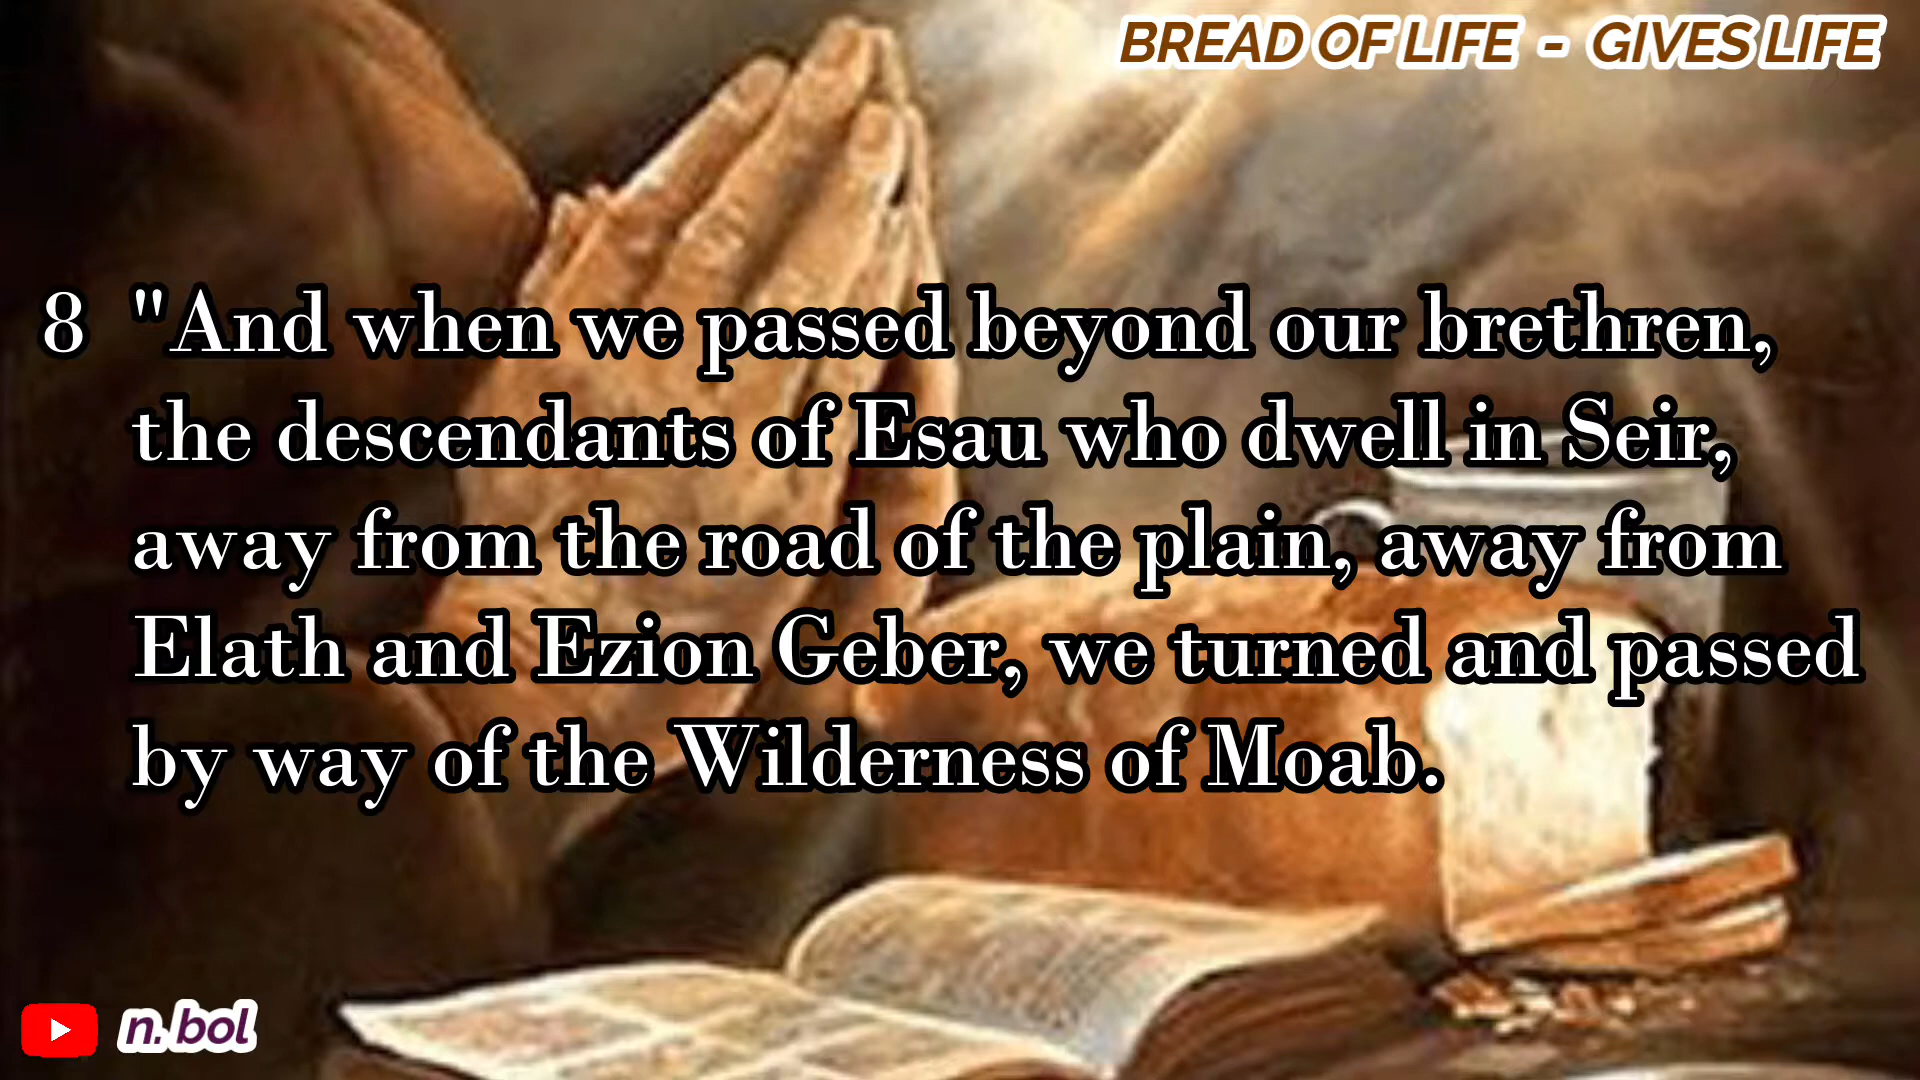 BREAD OF LIFE - GIVES LIFE
8 "And when we passed beyond our brethren,
the descendants of Esau who dwell in Seir,
away from the road of the plain, away from
Elath and Ezion Geber, we turned and passed
by way of the Wilderness of Moab.
n. bol